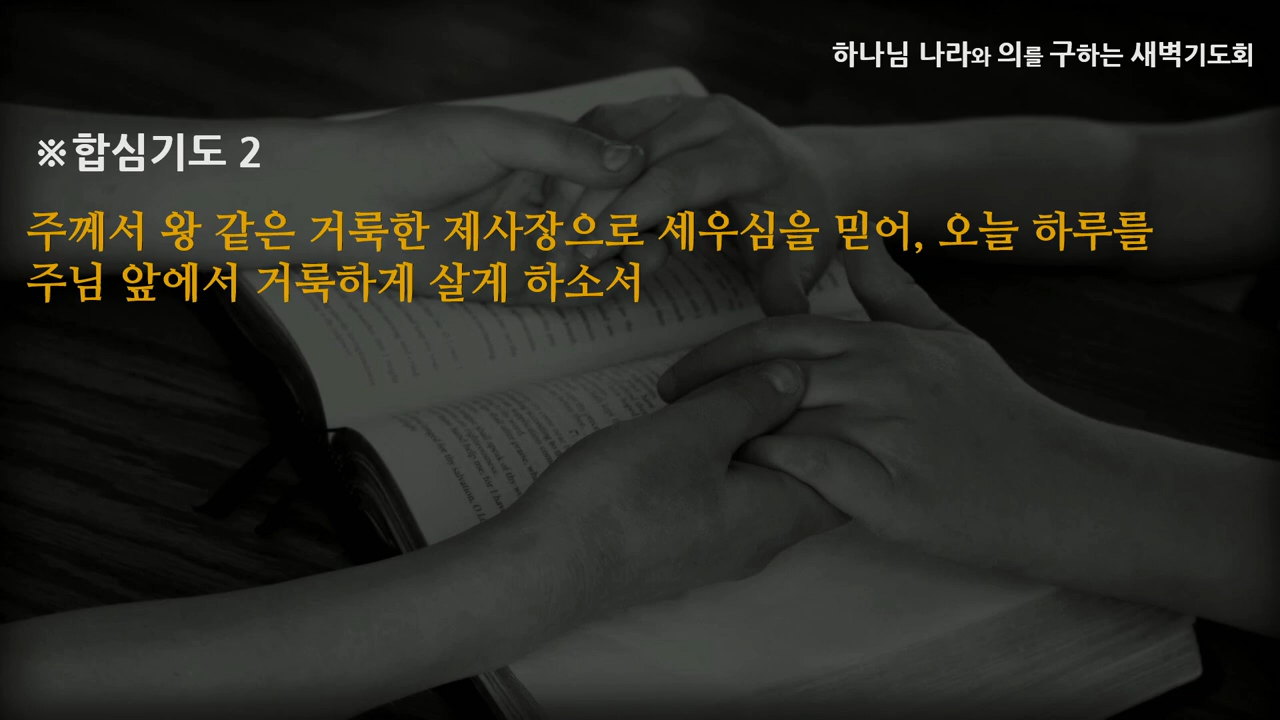 하나님 나라와 의를 구하는 새벽기도회
※합심기도 2
주께서 왕 같은 거룩한 제사장으로 세우심을 믿어, 오늘 하루를
주님 앞에서 거룩하게 살게 하소서